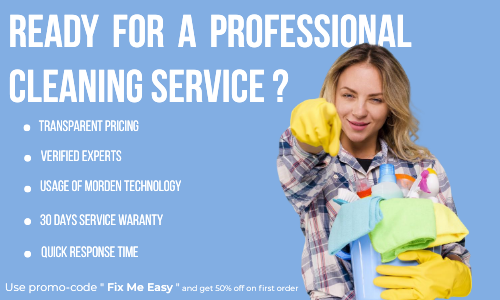 READY FOR A PROFESSIONAL
CLEANING SERVICE ?
TRANSPARENT PRICING
VERIFIED EXPERTS
USAGE OF MORDEN TECHNOLOGY
30 DAYS SERVICE WARANTY
QUICK RESPONSE TIME
Use promo-code " Fix Me Easy " and get 50% off on first order